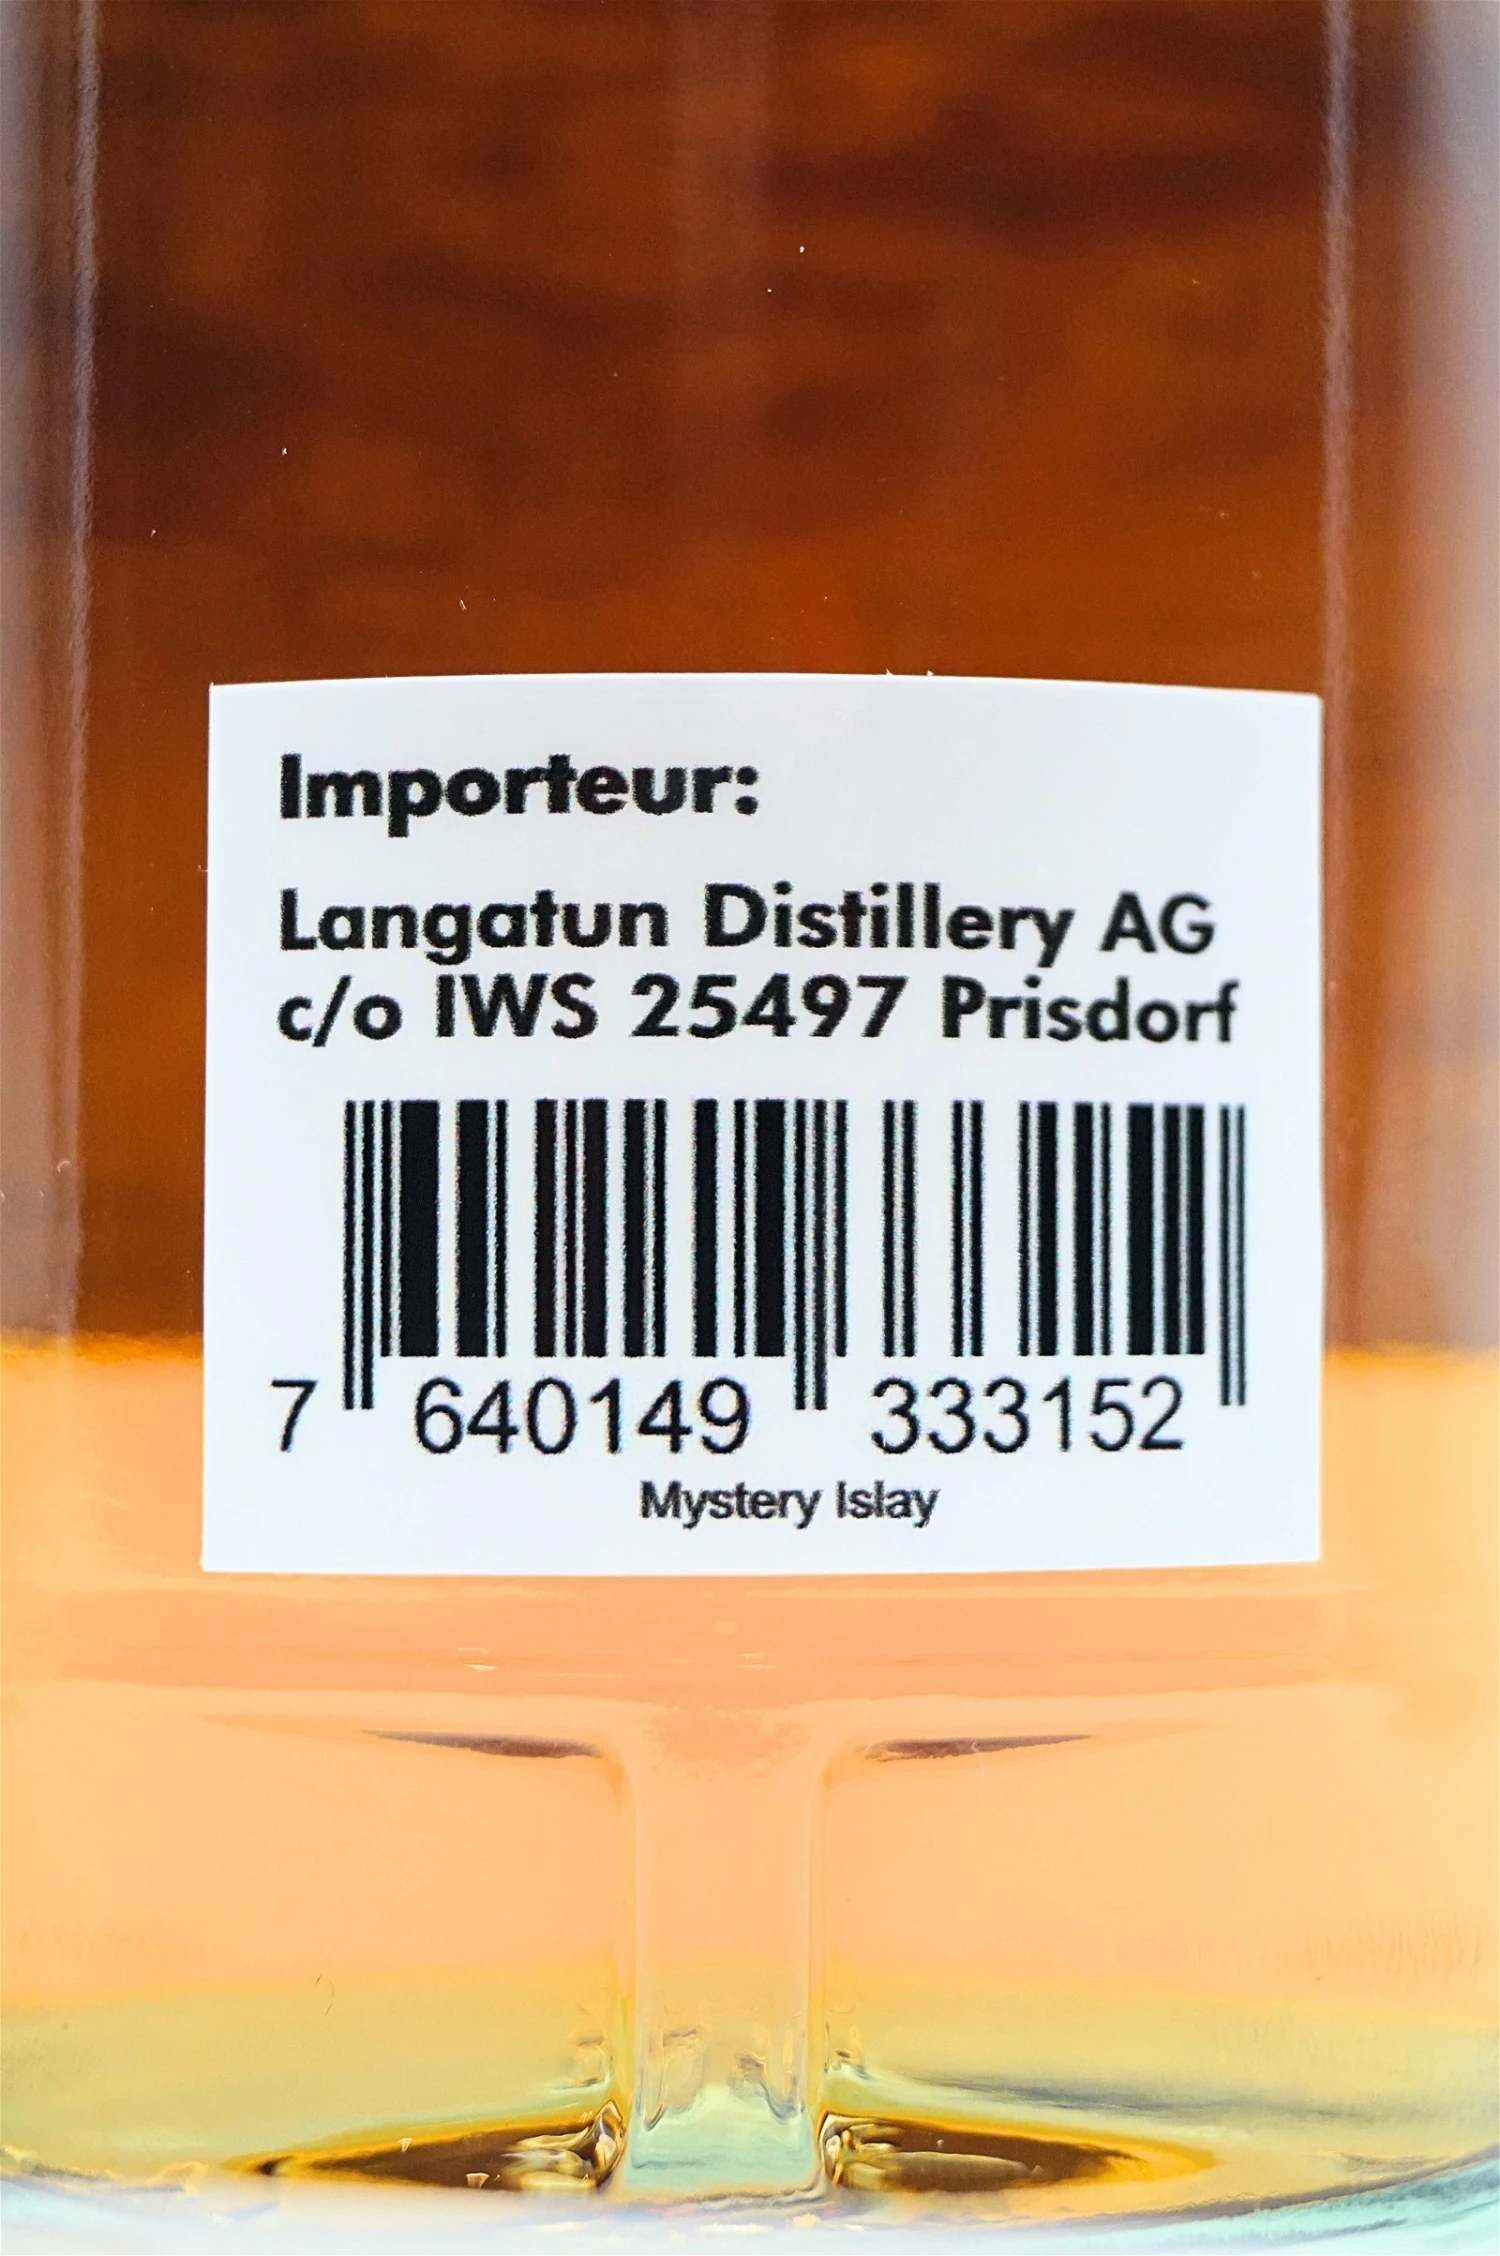 Importeur:
Langatun Distillery AG
c/o IWS 25497 Prisdorf
7 640149 333152
Mystery Islay